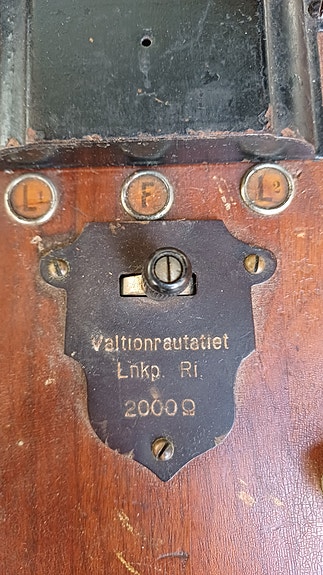 L1 F L2
Valtionrautatiet
Lnkp. Ri.
2000Ω